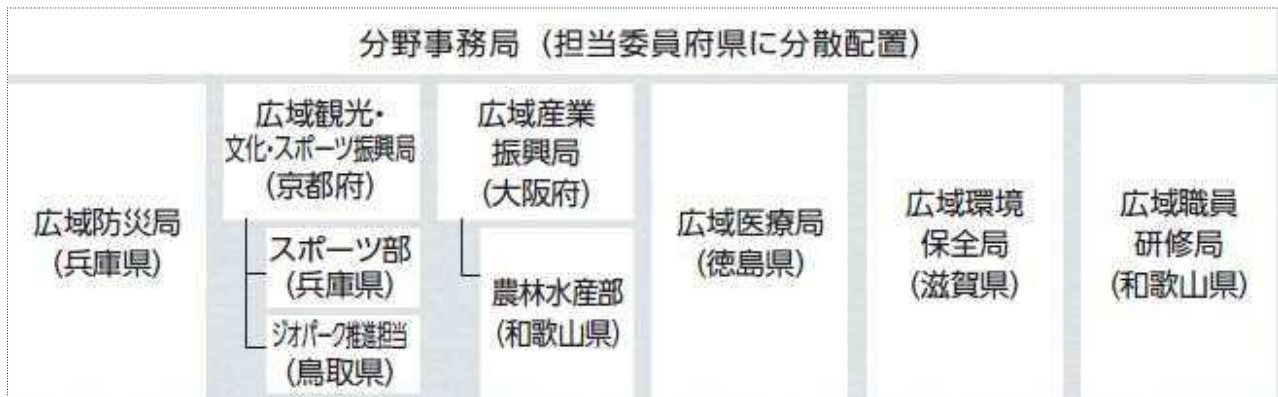 分野事務局（担当委員府県に分散配置）
広域防災局
（兵庫県）
広域観光・
文化・スポーツ振興局
（京都府）
スポーツ部
（兵庫県）
ジオパーク推進担当
（鳥取県）
広域産業
振興局
（大阪府）
農林水産部
（和歌山県）
広域医療局
（徳島県）
広域環境
保全局
（滋賀県）
広域職員
研修局
（和歌山県）